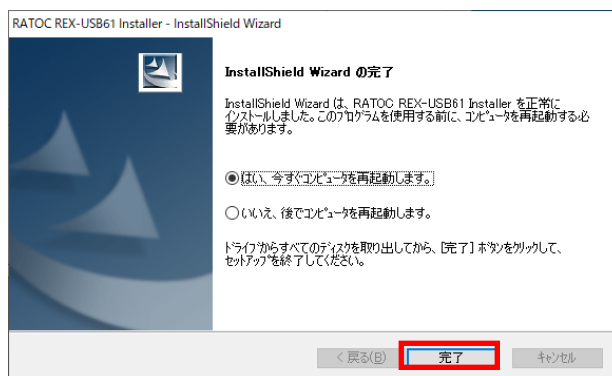 RATOC REX-USB61 Installer - InstallShield Wizard
InstallShield Wizard の完了
InstallShield Wizard は、RATOC REX-USB61 Installer を正常に
インストールしました。このプログラムを使用する前に、コンピュータを再起動する必
要があります。
はい、今すぐコンピュータを再起動します。
いいえ、後でコンピュータを再起動します。
ドライブからすべてのディスクを取り出してから、[完了] ボタンをクリックして、
セットアップを終了してください。
< 戻る(B)
完了
キャンセル